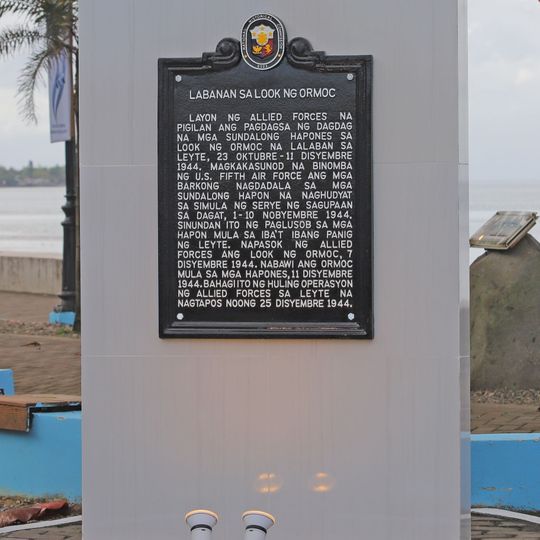 LABANAN SA LOOK NG ORMOC
LAYON NG ALLIED FORCES NA
PIGILAN ANG PAGDAGSA NG DAGDAG
NA MGA SUNDALONG HAPONES SA
LOOK NG ORMOC NA LALABAN SA
LEYTE, 23 OKTUBRE-11 DISYEMBRE
1944. MAGKAKASUNOD NA BINOMBA
NG U.S. FIFTH AIR FORCE ANG MGA
BARKONG NAGDADALA SA MGA
SUNDALONG HAPON NA NAGHUDYAT
SA SIMULA NG SERYE NG SAGUPAAN
SA DAGAT, 1-10 NOBYEMBRE 1944.
SINUNDAN ITO NG PAGLUSOB SA MGA
HAPON MULA SA IBA'T IBANG PANIG
NG LEYTE. NAPASOK NG ALLIED
FORCES ANG LOOK NG ORMOC, 7
DISYEMBRE 1944. NABAWI ANG ORMOC
MULA SA MGA HAPONES, 11 DISYEMBRE
1944. BAHAGI ITO NG HULING OPERASYON
NG ALLIED FORCES SA LEYTE NA
NAGTAPOS NOONG 25 DISYEMBRE 1944.